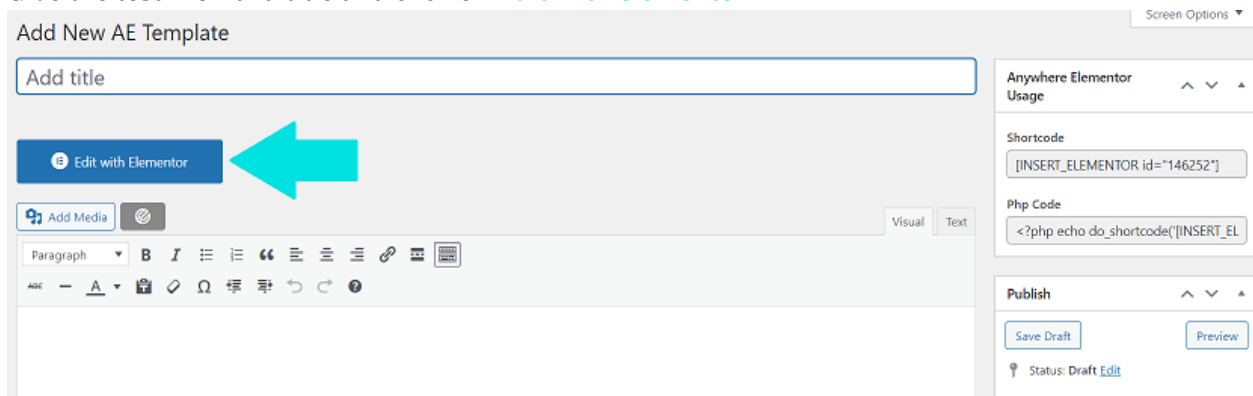 Screen Options
Add New AE Template
Add title
Edit with Elementor
Add Media
Visual Text
Paragraph
B I
ABC A Ω
Anywhere Elementor
Usage
Shortcode
[INSERT_ELEMENTOR id="146252"]
Php Code
<?php echo do_shortcode('[INSERT_EL
Publish
Save Draft Preview
Status: Draft Edit